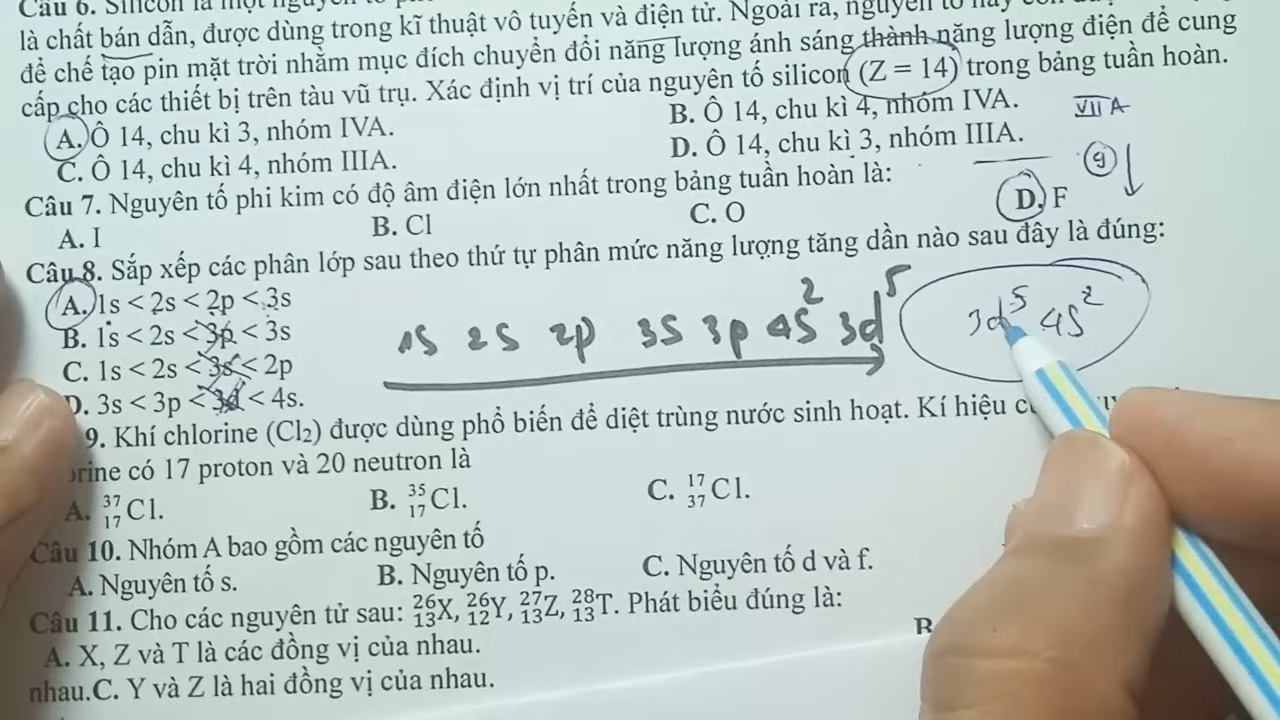 Câu 6. Silicon là một
là chất bán dẫn, được dùng trong kĩ thuật vô tuyến và điện tử. Ngoài ra, nguyên tố này
để chế tạo pin mặt trời nhằm mục đích chuyển đổi năng lượng ánh sáng thành năng lượng điện để cung
cấp cho các thiết bị trên tàu vũ trụ. Xác định vị trí của nguyên tố silicon (Z = 14) trong bảng tuần hoàn.
A. Ô 14, chu kì 3, nhóm IVA. B. Ô 14, chu kì 4, nhóm IVA. VIIA
C. Ô 14, chu kì 4, nhóm IIIA. D. Ô 14, chu kì 3, nhóm IIIA. 9
Câu 7. Nguyên tố phi kim có độ âm điện lớn nhất trong bảng tuần hoàn là:
A. I B. Cl C. O D. F
Câu 8. Sắp xếp các phân lớp sau theo thứ tự phân mức năng lượng tăng dần nào sau đây là đúng:
A. 1s < 2s < 2p < 3s
B. 1s < 2s < 3p < 3s
1s 2s 2p 3s 3p 4s² 3d⁵ 3d⁵ 4s²
C. 1s < 2s < 3s < 2p
D. 3s < 3p < 3d < 4s.
9. Khí chlorine (Cl₂) được dùng phổ biến để diệt trùng nước sinh hoạt. Kí hiệu
có 17 proton và 20 neutron là
A. ³⁷₁₇Cl. B. ³⁵₁₇Cl. C. ¹⁷₃₇Cl.
Câu 10. Nhóm A bao gồm các nguyên tố
A. Nguyên tố s. B. Nguyên tố p. C. Nguyên tố d và f.
Câu 11. Cho các nguyên tử sau: ²⁶₁₃X, ²⁶₁₂Y, ²⁷₁₃Z, ²⁸₁₃T. Phát biểu đúng là:
A. X, Z và T là các đồng vị của nhau. B
nhau.C. Y và Z là hai đồng vị của nhau.